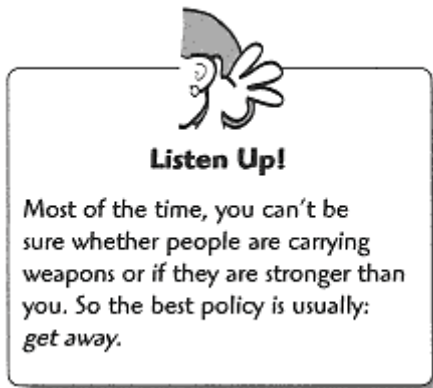 Listen Up!
Most of the time, you can't be
sure whether people are carrying
weapons or if they are stronger than
you. So the best policy is usually:
get away.